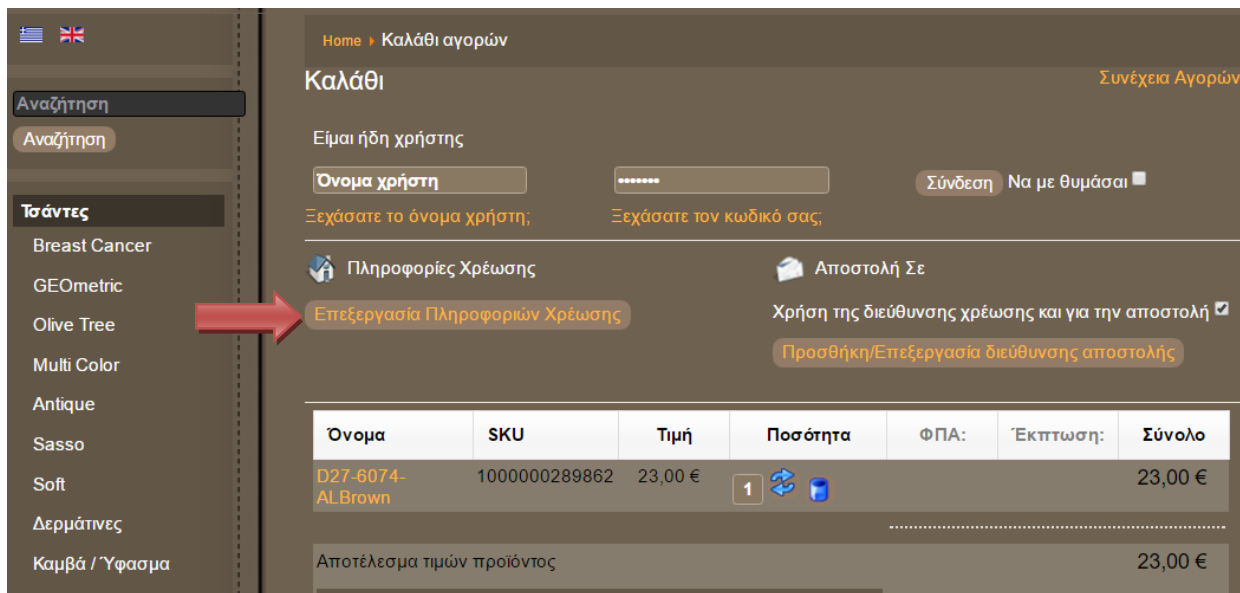 Αναζήτηση
Αναζήτηση
Τσάντες
Breast Cancer
GEOmetric
Olive Tree
Multi Color
Antique
Sasso
Soft
Δερμάτινες
Καμβά / Ύφασμα
Home Καλάθι αγορών
Καλάθι Συνέχεια Αγορών
Είμαι ήδη χρήστης
Όνομα χρήστη ••••••• Σύνδεση Να με θυμάσαι
Ξεχάσατε το όνομα χρήστη; Ξεχάσατε τον κωδικό σας;
Πληροφορίες Χρέωσης Αποστολή Σε
Επεξεργασία Πληροφοριών Χρέωσης Χρήση της διεύθυνσης χρέωσης και για την αποστολή
Προσθήκη/Επεξεργασία διεύθυνσης αποστολής
Όνομα SKU Τιμή Ποσότητα ΦΠΑ: Έκπτωση: Σύνολο
D27-6074- 1000000289862 23,00 € 1 23,00 €
ALBrown
Αποτέλεσμα τιμών προϊόντος 23,00 €